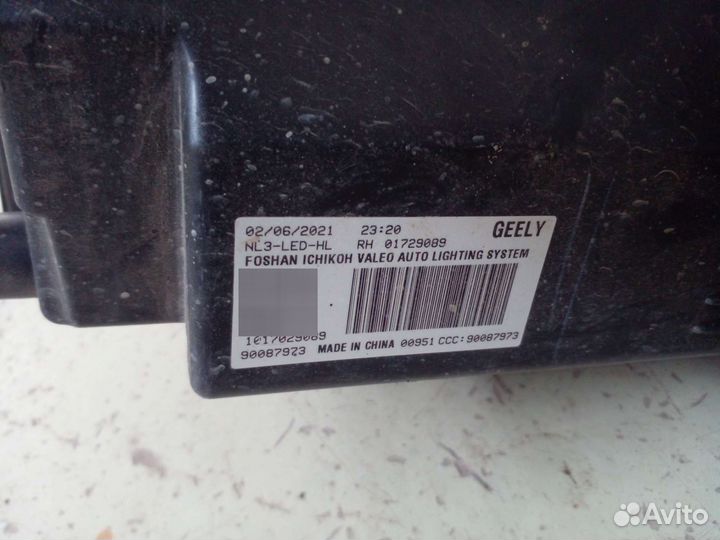 02/06/2021 23:20 GEELY
NL3-LED-HL RH 01729089
FOSHAN ICHIKOH VALEO AUTO LIGHTING SYSTEM
1017029089
90087973 MADE IN CHINA 00951 CCC:90087973
Avito